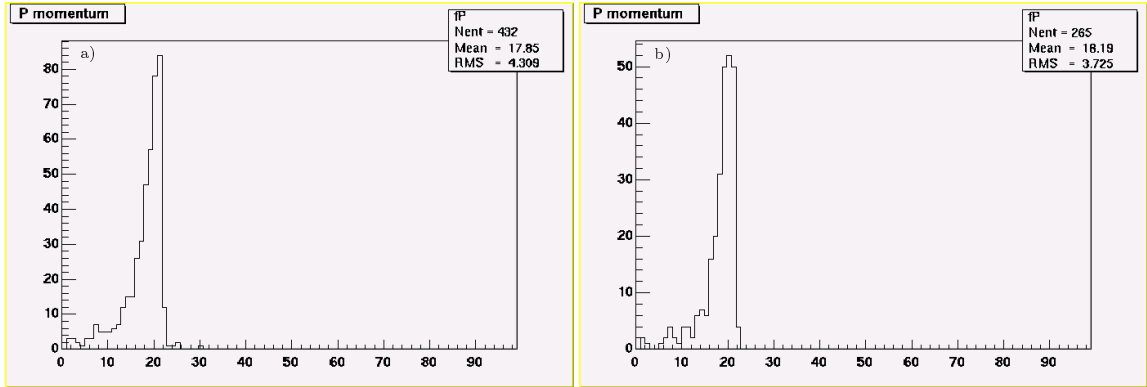 P momentum
fP
Nent = 432
Mean = 17.85
RMS = 4.309
a)
80
70
60
50
40
30
20
10
0
0 10 20 30 40 50 60 70 80 90
P momentum
fP
Nent = 265
Mean = 18.19
RMS = 3.725
b)
50
40
30
20
10
0
0 10 20 30 40 50 60 70 80 90